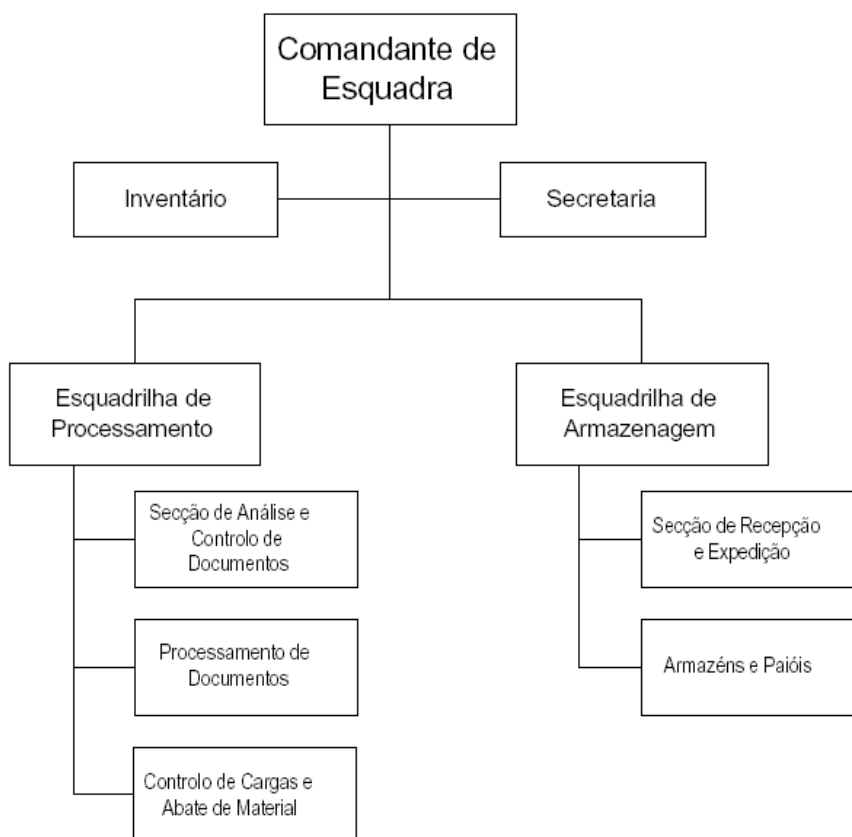 Comandante de
Esquadra
Inventário
Secretaria
Esquadrilha de
Processamento
Esquadrilha de
Armazenagem
Secção de Análise e
Controlo de
Documentos
Secção de Recepção
e Expedição
Processamento de
Documentos
Armazéns e Paióis
Controlo de Cargas e
Abate de Material